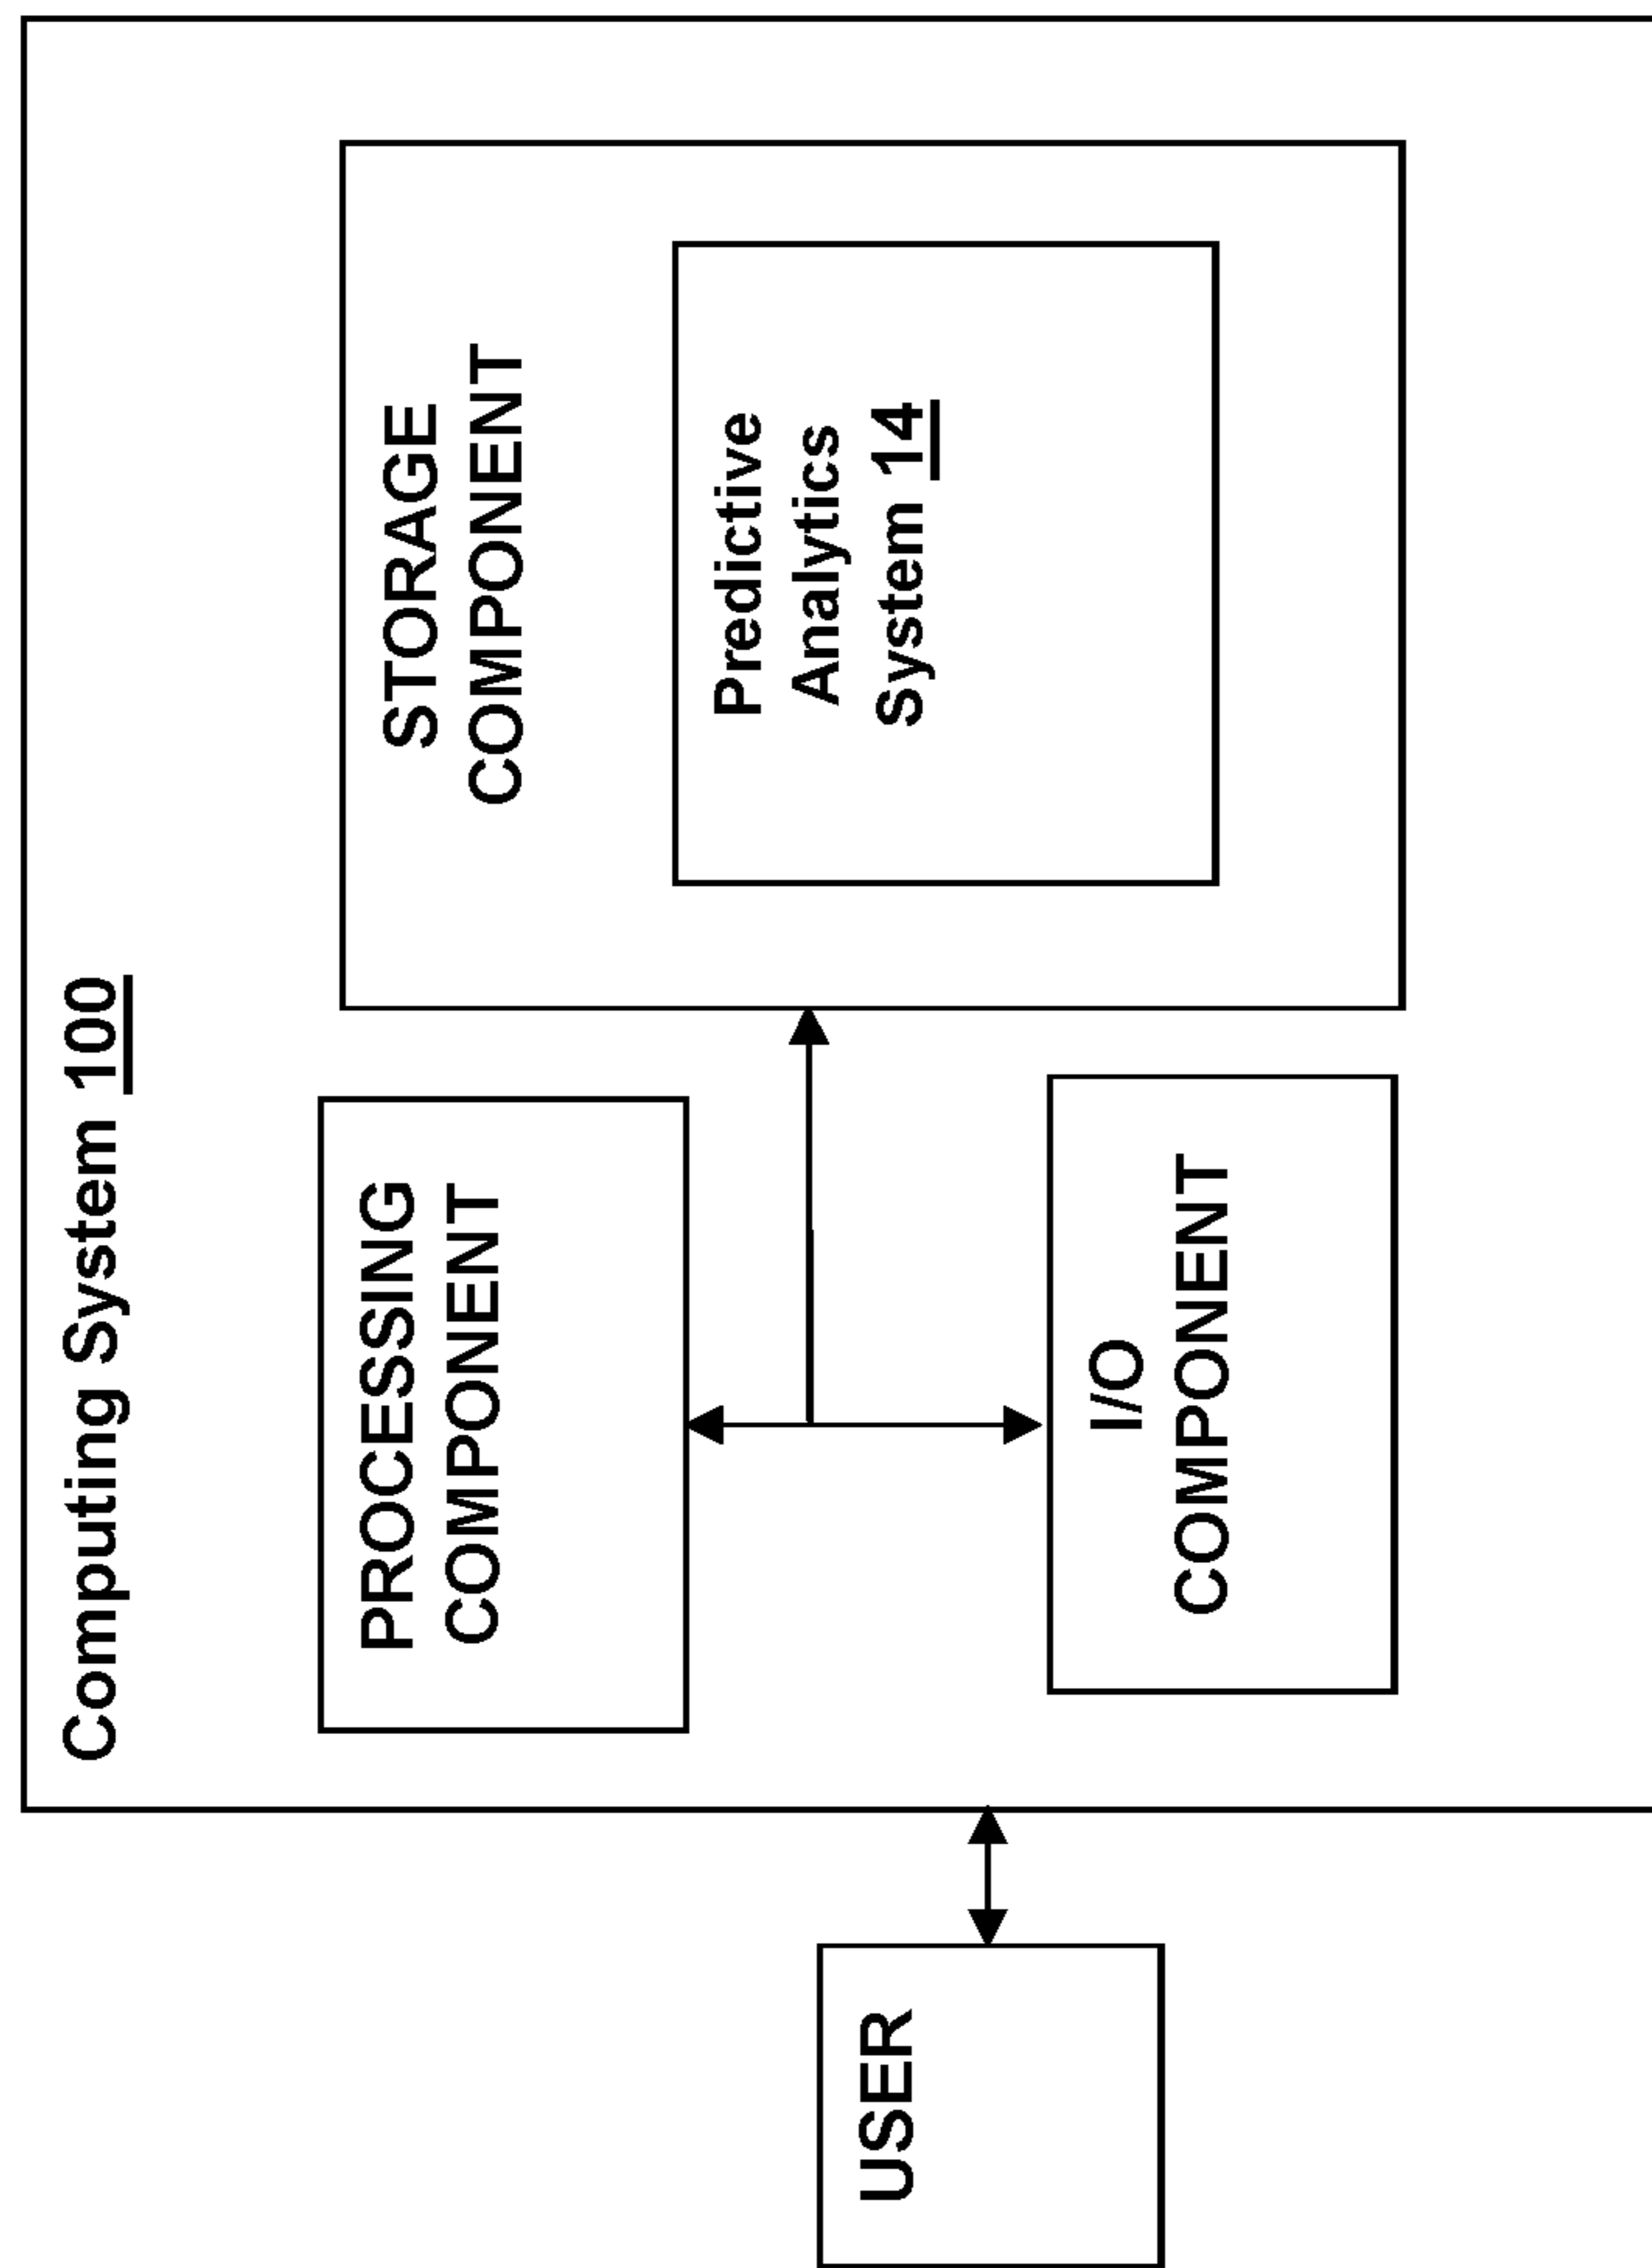 Computing System 100
PROCESSING
COMPONENT
STORAGE
COMPONENT
Predictive
Analytics
System 14
USER
I/O
COMPONENT